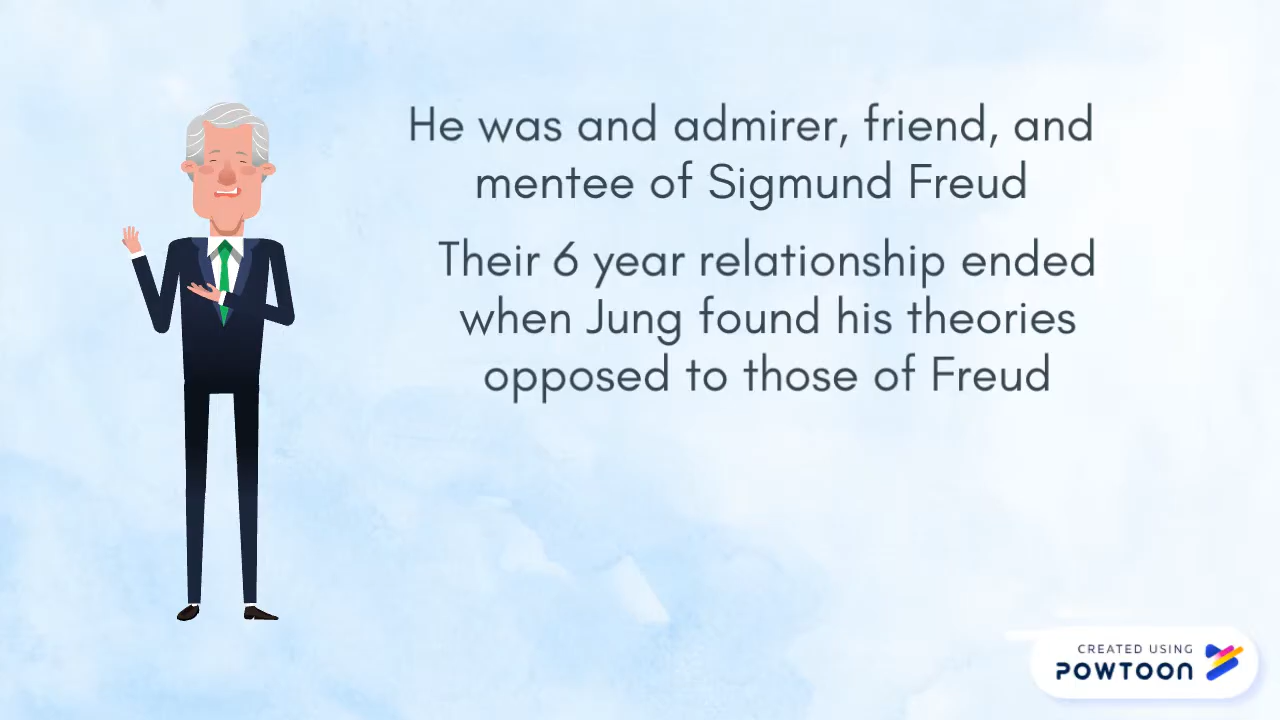 He was and admirer, friend, and
mentee of Sigmund Freud
Their 6 year relationship ended
when Jung found his theories
opposed to those of Freud
CREATED USING
POWTOON